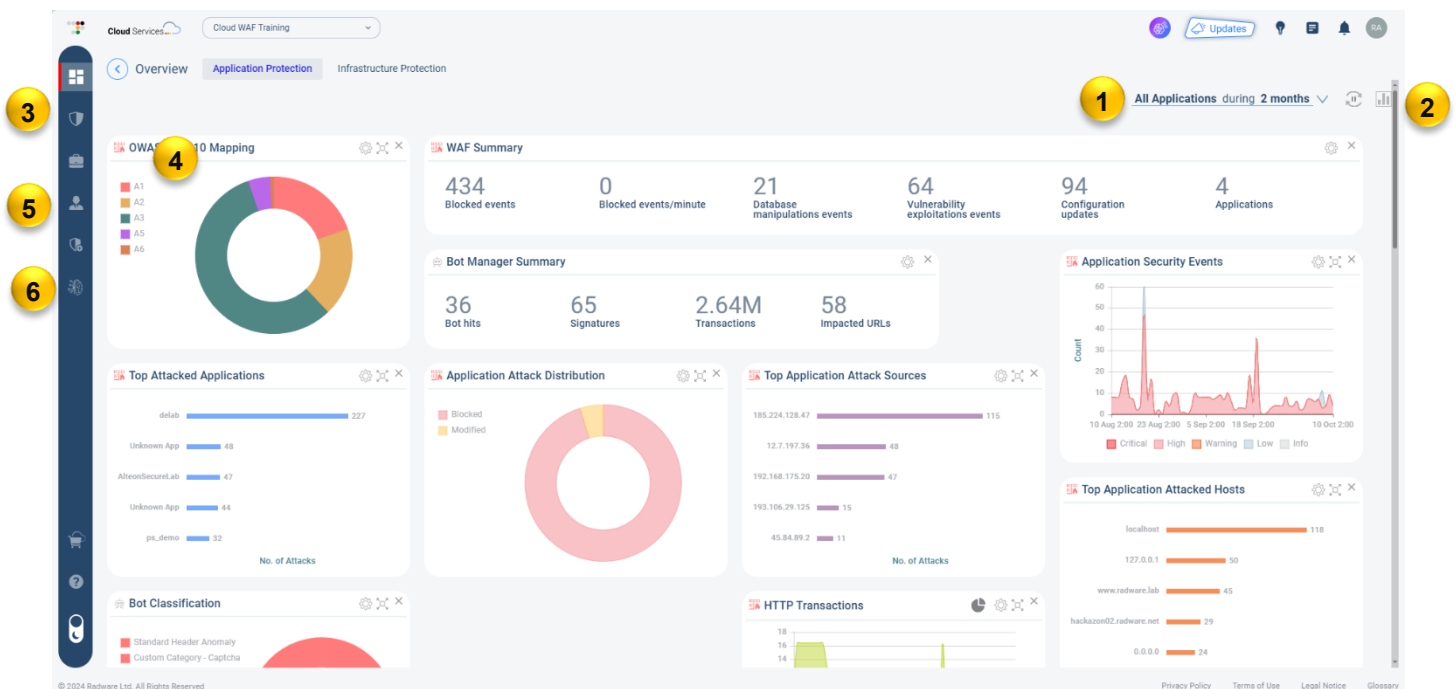 Cloud Services
Cloud WAF Training
Updates
RA
Overview
Application Protection
Infrastructure Protection
1
All Applications during 2 months
2
3
4
5
6
OWAS 10 Mapping
A1
A2
A3
A5
A6
WAF Summary
434
Blocked events
0
Blocked events/minute
21
Database
manipulations events
64
Vulnerability
exploitations events
94
Configuration
updates
4
Applications
Bot Manager Summary
36
Bot hits
65
Signatures
2.64M
Transactions
58
Impacted URLs
Application Security Events
Count
60
50
40
30
20
10
0
10 Aug 2:00 23 Aug 2:00 5 Sep 2:00 18 Sep 2:00 10 Oct 2:00
Critical High Warning Low Info
Top Attacked Applications
delab 227
Unknown App 48
AlteonSecureLab 47
Unknown App 44
ps_demo 32
No. of Attacks
Application Attack Distribution
Blocked
Modified
Top Application Attack Sources
185.224.128.47 115
12.7.197.36 48
192.168.175.20 47
193.106.29.125 15
45.84.89.2 11
No. of Attacks
Top Application Attacked Hosts
localhost 118
127.0.0.1 50
www.radware.lab 45
hackazon02.radware.net 29
0.0.0.0 24
Bot Classification
Standard Header Anomaly
Custom Category - Captcha
HTTP Transactions
18
16
14
© 2024 Radware Ltd. All Rights Reserved
Privacy Policy Terms of Use Legal Notice Glossary